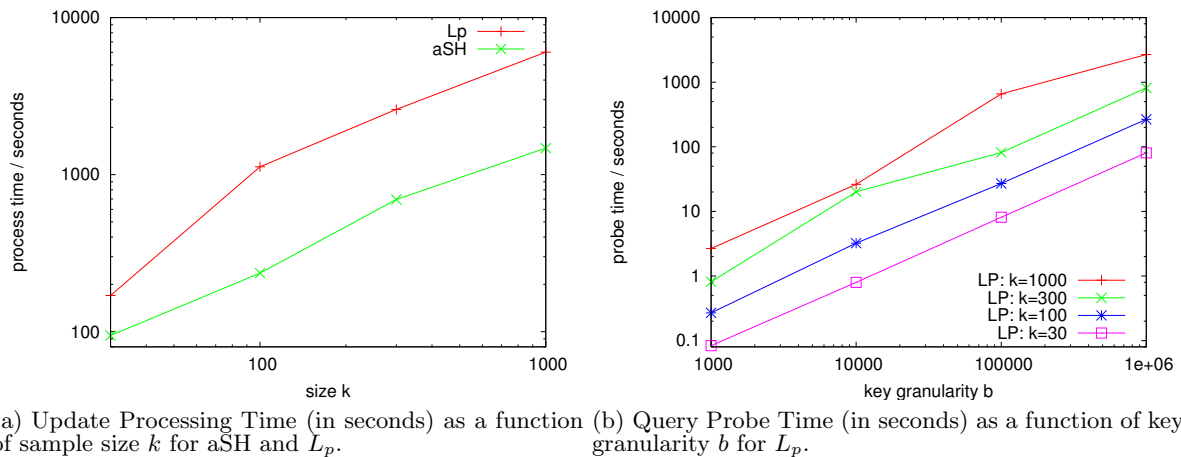 10000
1000
100
process time / seconds
Lp
aSH
100
1000
size k
10000
1000
100
10
1
0.1
probe time / seconds
LP: k=1000
LP: k=300
LP: k=100
LP: k=30
1000
10000
100000
1e+06
key granularity b
a) Update Processing Time (in seconds) as a function
of sample size k for aSH and Lp.
(b) Query Probe Time (in seconds) as a function of key
granularity b for Lp.